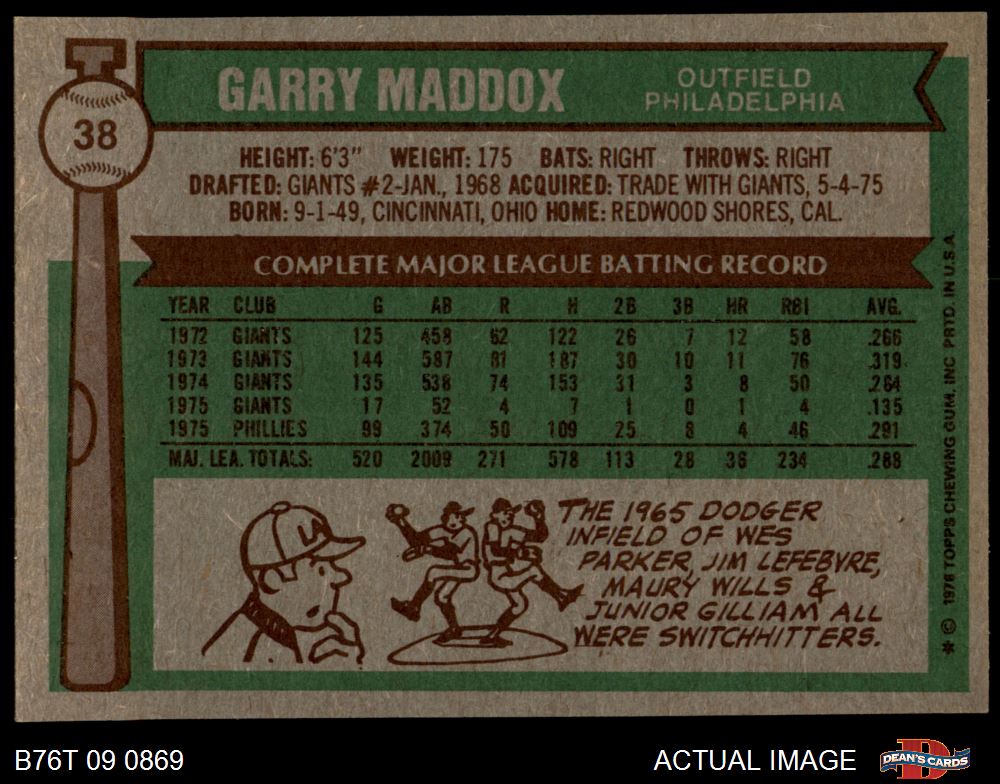 38
GARRY MADDOX
OUTFIELD
PHILADELPHIA
HEIGHT: 6'3" WEIGHT: 175 BATS: RIGHT THROWS: RIGHT
DRAFTED: GIANTS #2-JAN., 1968 ACQUIRED: TRADE WITH GIANTS, 5-4-75
BORN: 9-1-49, CINCINNATI, OHIO HOME: REDWOOD SHORES, CAL.
COMPLETE MAJOR LEAGUE BATTING RECORD
YEAR CLUB G AB R H 2B 3B HR RBI AVG.
1972 GIANTS 125 458 62 122 26 7 12 58 .266
1973 GIANTS 144 587 81 187 30 10 11 76 .319
1974 GIANTS 135 538 74 153 31 3 8 50 .284
1975 GIANTS 17 52 4 7 1 0 1 4 .135
1975 PHILLIES 99 374 50 109 25 8 4 46 .291
MAJ. LEA. TOTALS: 520 2009 271 578 113 28 36 234 .288
LA
THE 1965 DODGER
INFIELD OF WES
PARKER, JIM LEFEBVRE,
MAURY WILLS &
JUNIOR GILLIAM ALL
WERE SWITCHHITTERS.
* © 1976 TOPPS CHEWING GUM, INC PRTD. IN U.S.A.
B76T 09 0869
ACTUAL IMAGE
DEAN'S CARDS